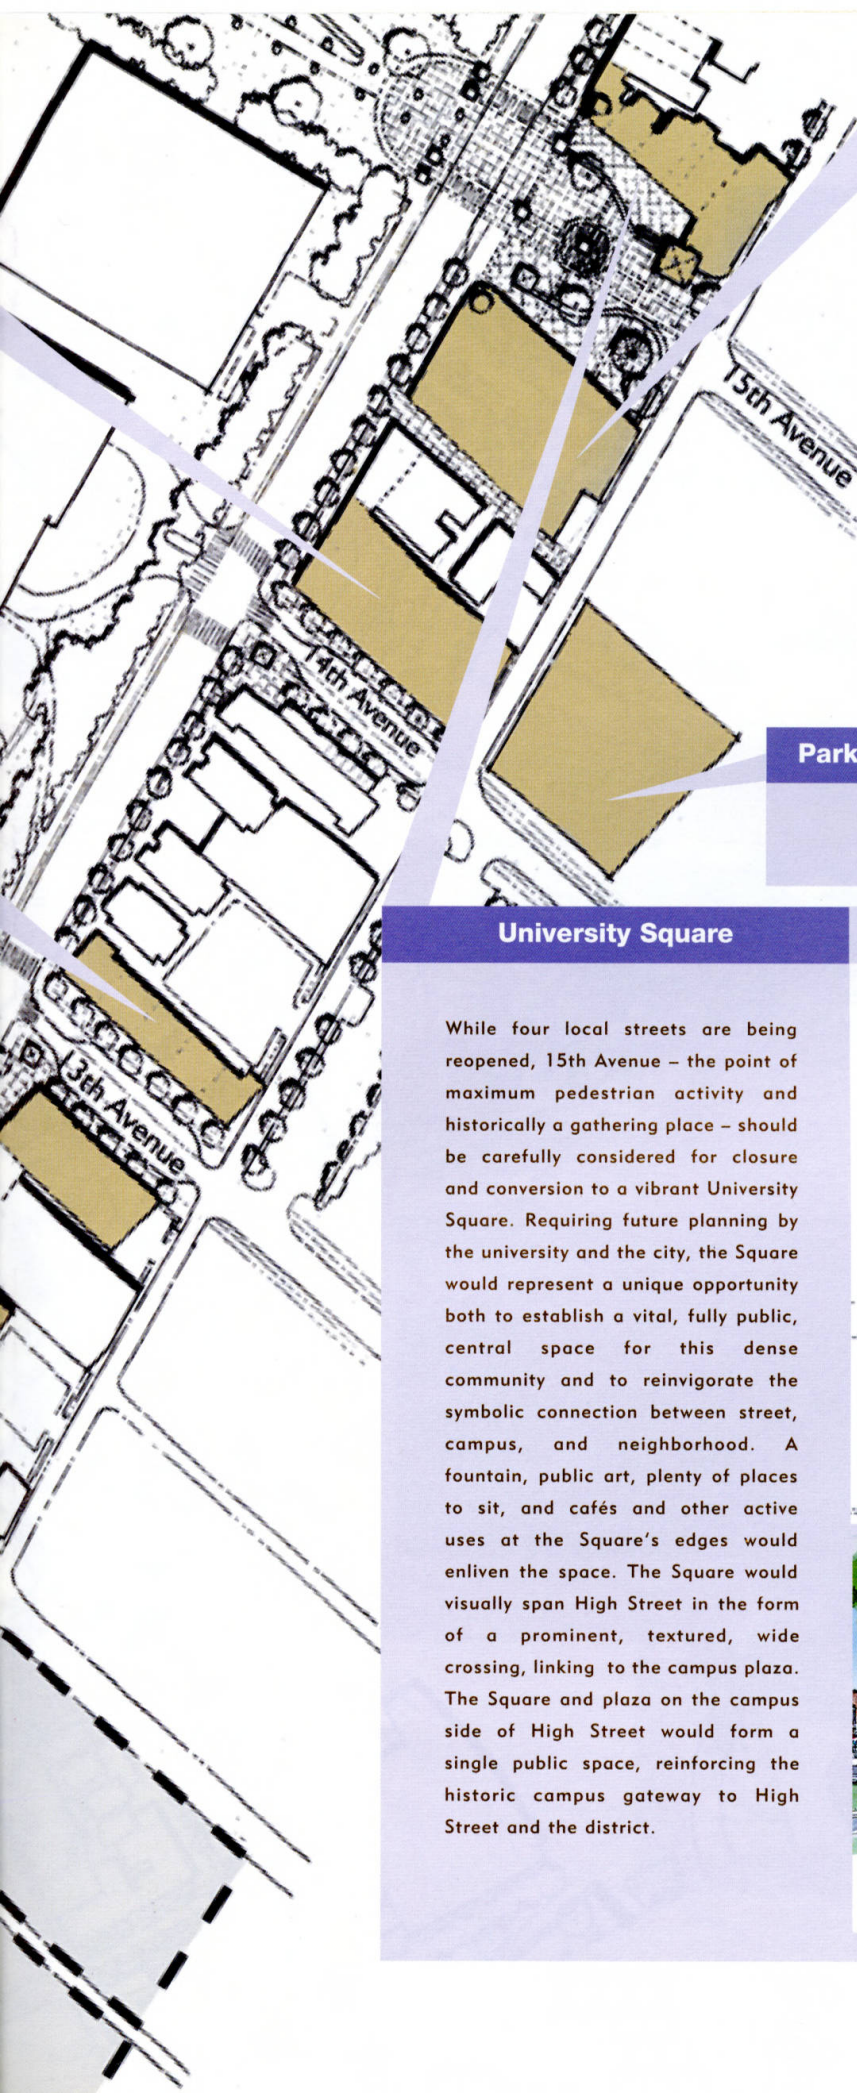 15th Avenue
14th Avenue
Park
University Square
While four local streets are being
reopened, 15th Avenue – the point of
maximum pedestrian activity and
historically a gathering place – should
be carefully considered for closure
and conversion to a vibrant University
Square. Requiring future planning by
the university and the city, the Square
would represent a unique opportunity
both to establish a vital, fully public,
central space for this dense
community and to reinvigorate the
symbolic connection between street,
campus, and neighborhood. A
fountain, public art, plenty of places
to sit, and cafés and other active
uses at the Square's edges would
enliven the space. The Square would
visually span High Street in the form
of a prominent, textured, wide
crossing, linking to the campus plaza.
The Square and plaza on the campus
side of High Street would form a
single public space, reinforcing the
historic campus gateway to High
Street and the district.
13th Avenue